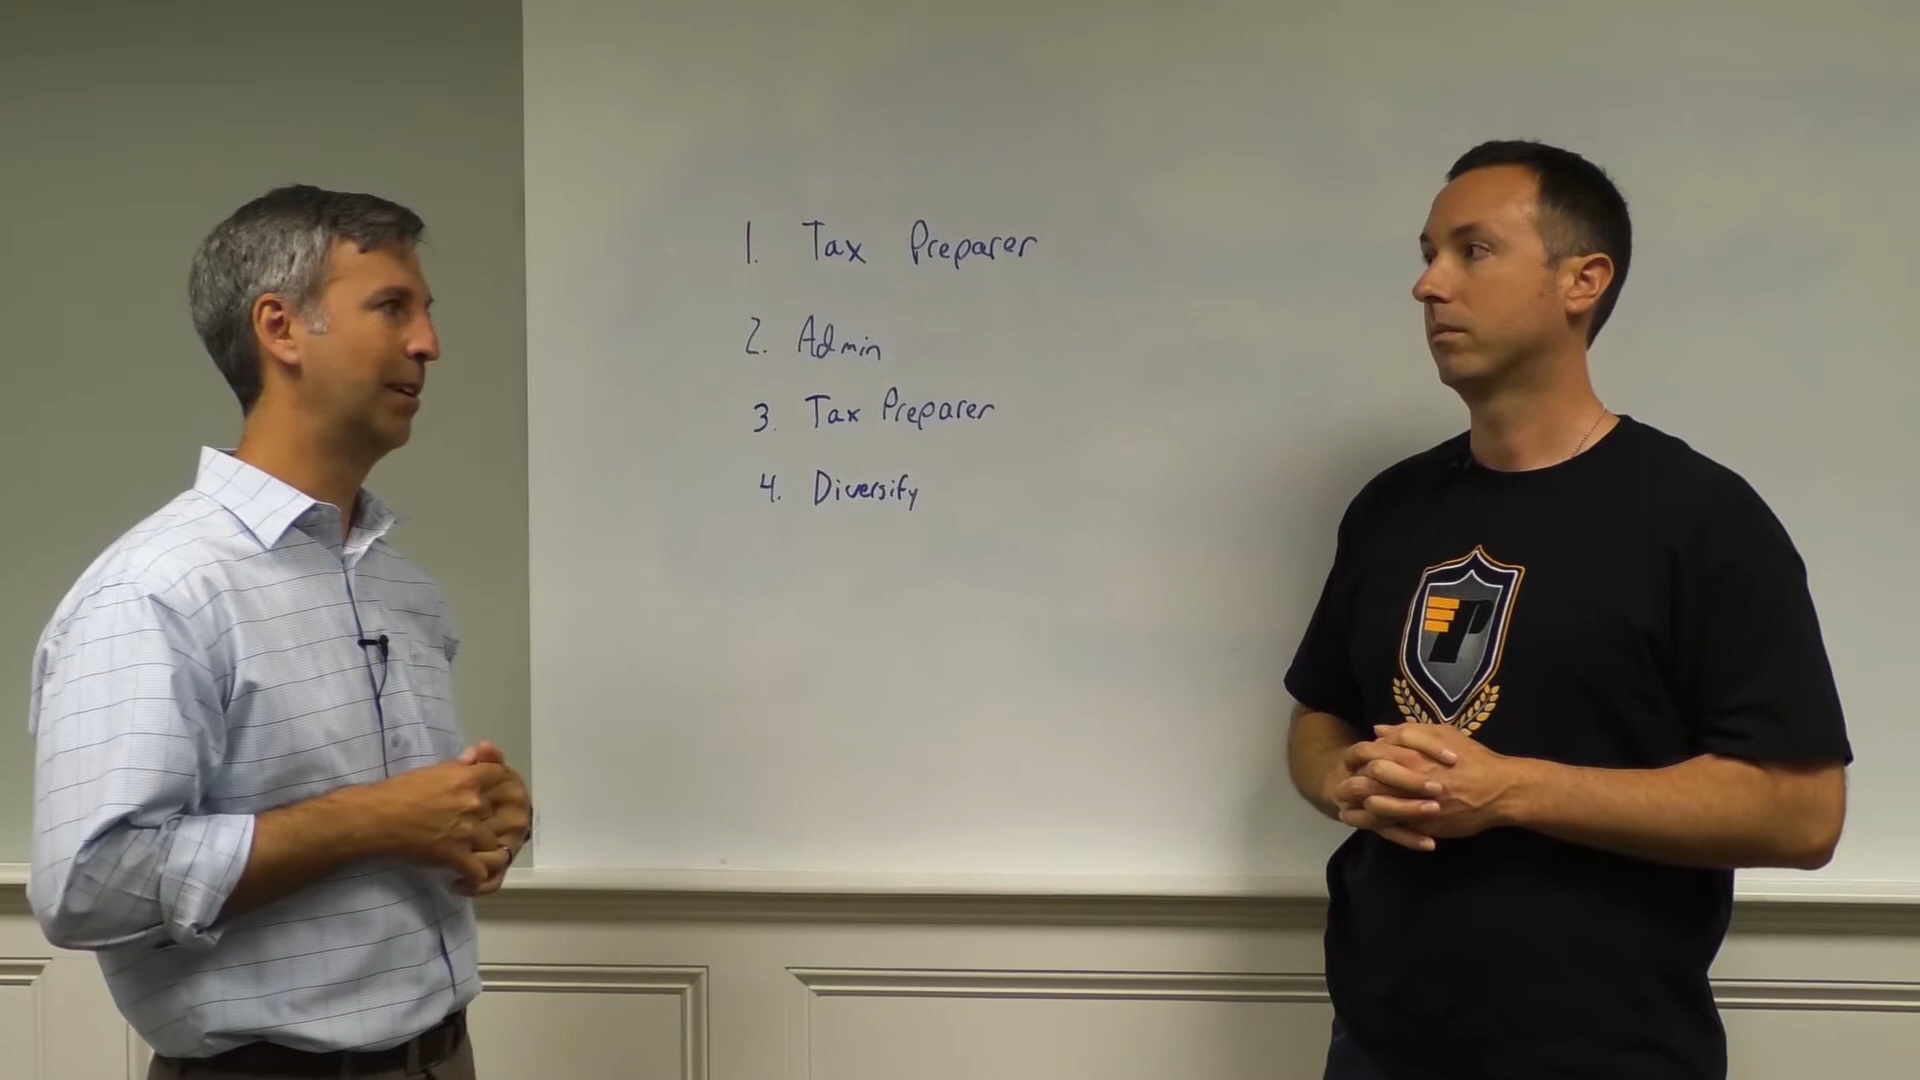 1. Tax Preparer
2. Admin
3. Tax Preparer
4. Diversify